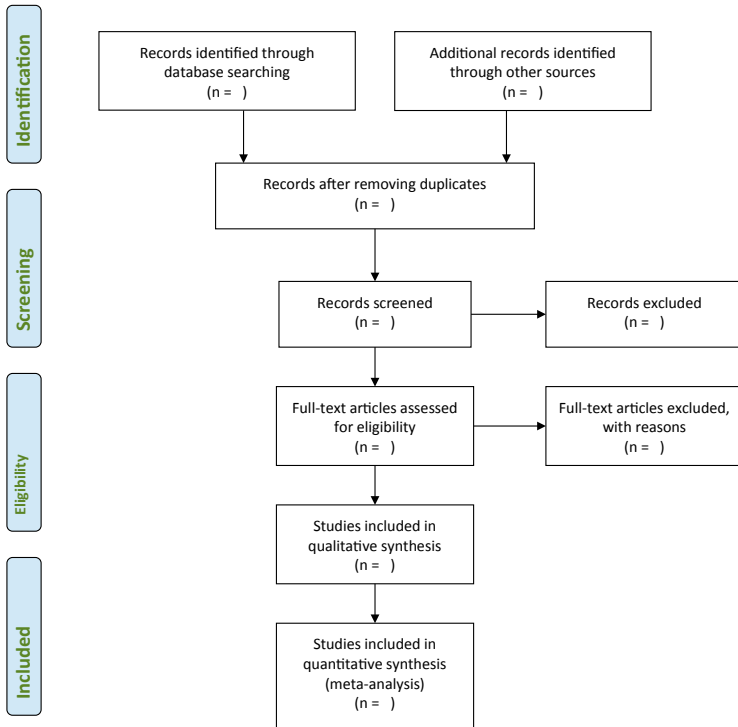 Identification
Records identified through
database searching
(n =   )
Additional records identified
through other sources
(n =   )
Records after removing duplicates
(n =   )
Screening
Records screened
(n =   )
Records excluded
(n =   )
Eligibility
Full-text articles assessed
for eligibility
(n =   )
Full-text articles excluded,
with reasons
(n =   )
Studies included in
qualitative synthesis
(n =   )
Included
Studies included in
quantitative synthesis
(meta-analysis)
(n =   )